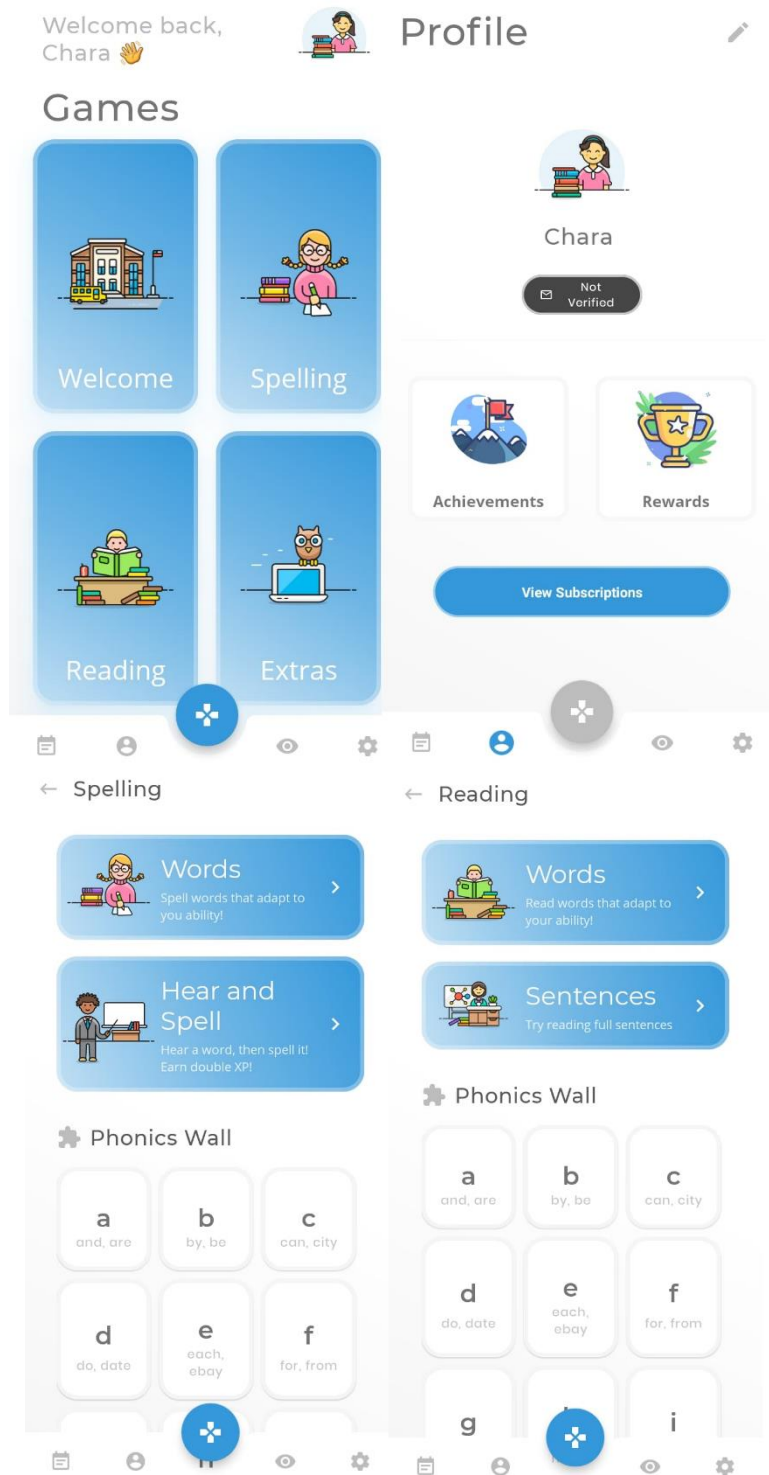 Welcome back,
Chara 👋
Games
Welcome
Spelling
Reading
Extras
Profile
Chara
Not
Verified
Achievements
Rewards
View Subscriptions
← Spelling
Words
Spell words that adapt to
you ability!
Hear and
Spell
Hear a word, then spell it!
Earn double XP!
Phonics Wall
a
and, are
b
by, be
c
can, city
d
do, date
e
each,
ebay
f
for, from
← Reading
Words
Read words that adapt to
your ability!
Sentences
Try reading full sentences
Phonics Wall
a
and, are
b
by, be
c
can, city
d
do, date
e
each,
ebay
f
for, from
g
i